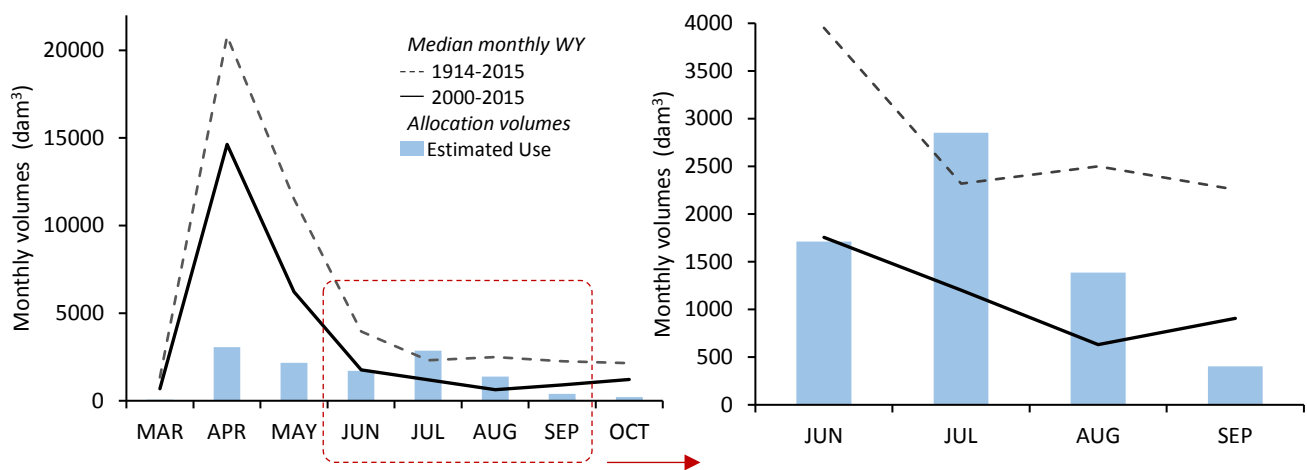 Monthly volumes (dam³)
20000
15000
10000
5000
0
MAR APR MAY JUN JUL AUG SEP OCT
Median monthly WY
1914-2015
2000-2015
Allocation volumes
Estimated Use
Monthly volumes (dam³)
4000
3500
3000
2500
2000
1500
1000
500
0
JUN JUL AUG SEP